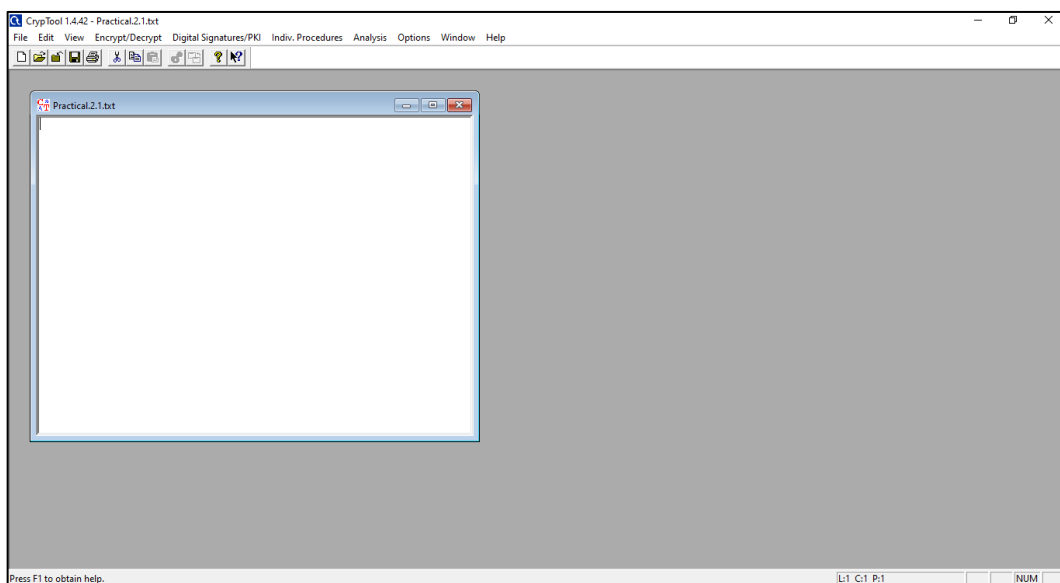 CrypTool 1.4.42 - Practical.2.1.txt
File Edit View Encrypt/Decrypt Digital Signatures/PKI Indiv. Procedures Analysis Options Window Help
Practical.2.1.txt
Press F1 to obtain help.
L:1 C:1 P:1
NUM